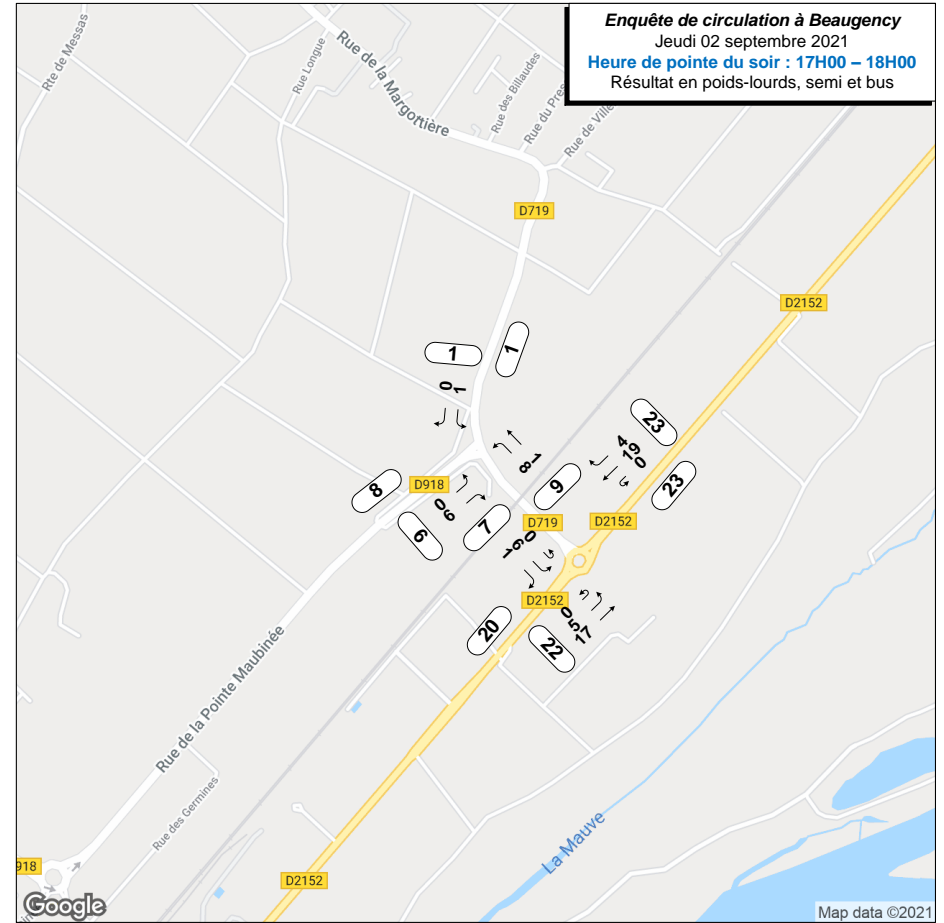 Enquête de circulation à Beaugency
Jeudi 02 septembre 2021
Heure de pointe du soir : 17H00 – 18H00
Résultat en poids-lourds, semi et bus
Rte de Messas
Rue Longue
Rue de la Margottière
Rue des Billaudes
Rue du Pres
Rue de Ville
D719
D2152
1
1
0
1
1
8
23
4
19
0
23
8
D918
0
6
6
7
9
D719
D2152
0
6
1
D2152
0
5
17
20
22
Rue de la Pointe Maubinée
Rue des Germines
La Mauve
D2152
918
Google
Map data ©2021